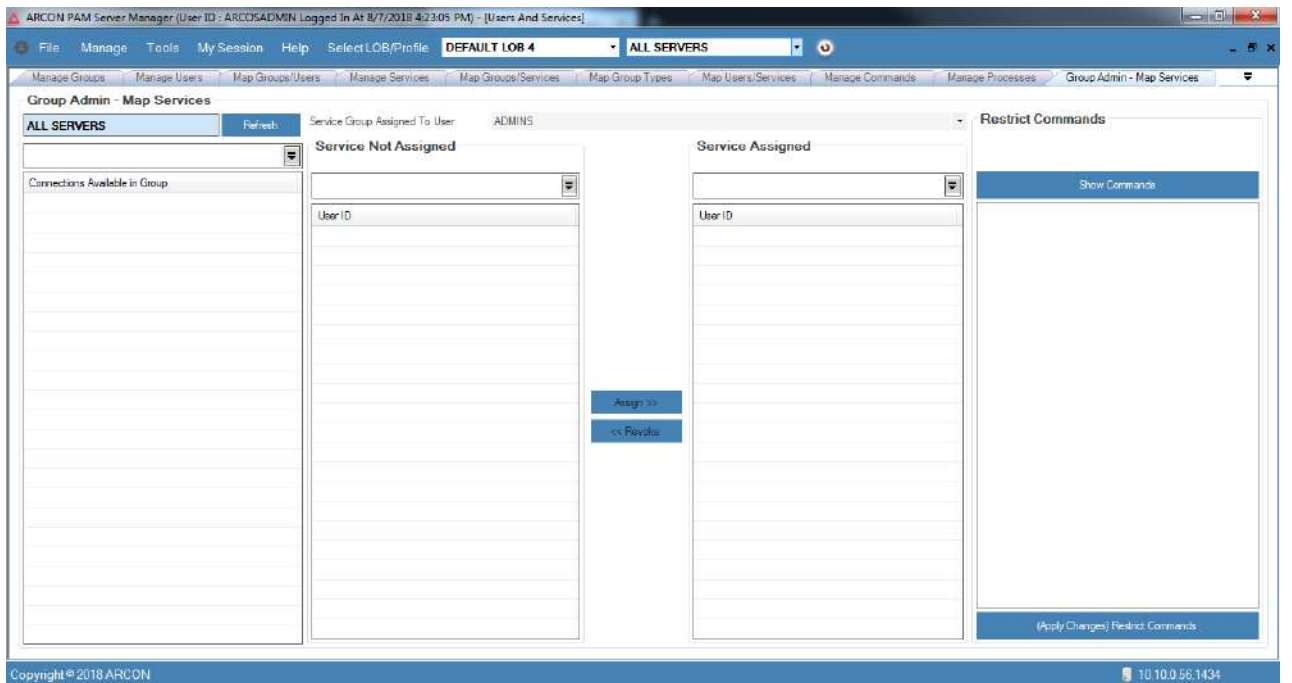 ARCON PAM Server Manager (User ID : ARCOSADMIN Logged In At 8/7/2018 4:23:05 PM) - [Users And Services]
File Manage Tools My Session Help Select LOB/Profile DEFAULT LOB 4 ALL SERVERS
Manage Groups Manage Users Map Groups/Users Manage Services Map Groups/Services Map Group Types Map Users/Services Manage Commands Manage Processes Group Admin - Map Services
Group Admin - Map Services
ALL SERVERS Refresh Service Group Assigned To User ADMINS Restrict Commands
Service Not Assigned Service Assigned
Connections Available in Group Show Commands
User ID User ID
Assign >>
<< Revoke
(Apply Changes) Restrict Commands
Copyright © 2018 ARCON 10.10.0.56,1434